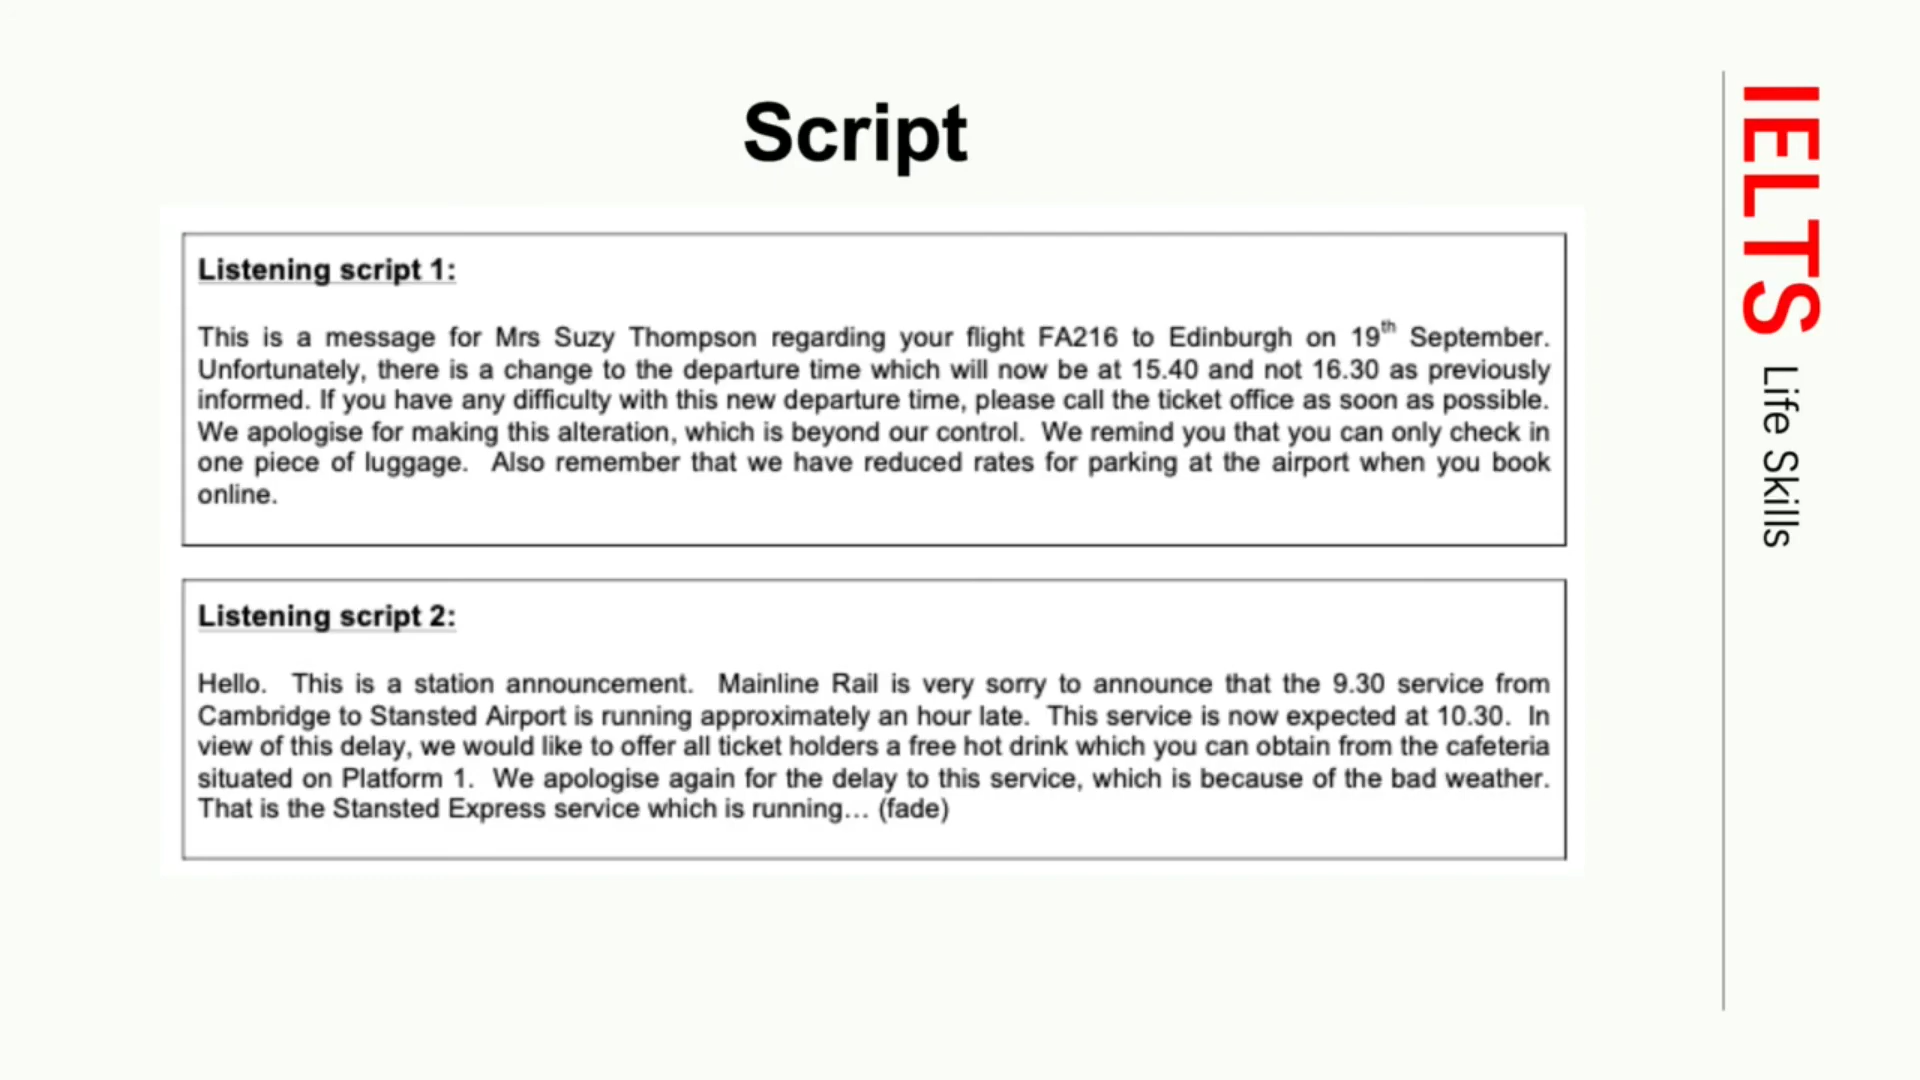 Script
Listening script 1:
This is a message for Mrs Suzy Thompson regarding your flight FA216 to Edinburgh on 19th September.
Unfortunately, there is a change to the departure time which will now be at 15.40 and not 16.30 as previously
informed. If you have any difficulty with this new departure time, please call the ticket office as soon as possible.
We apologise for making this alteration, which is beyond our control. We remind you that you can only check in
one piece of luggage. Also remember that we have reduced rates for parking at the airport when you book
online.
Listening script 2:
Hello. This is a station announcement. Mainline Rail is very sorry to announce that the 9.30 service from
Cambridge to Stansted Airport is running approximately an hour late. This service is now expected at 10.30. In
view of this delay, we would like to offer all ticket holders a free hot drink which you can obtain from the cafeteria
situated on Platform 1. We apologise again for the delay to this service, which is because of the bad weather.
That is the Stansted Express service which is running... (fade)
IELTS Life Skills